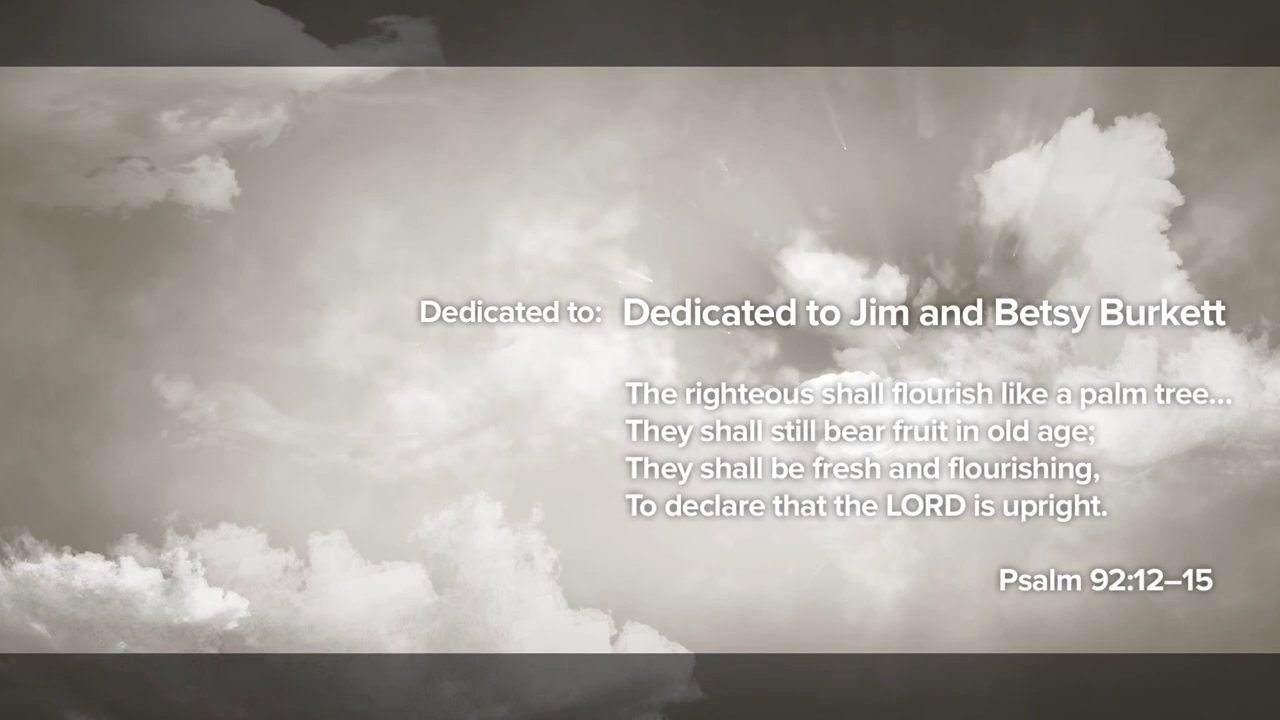 Dedicated to: Dedicated to Jim and Betsy Burkett
The righteous shall flourish like a palm tree...
They shall still bear fruit in old age;
They shall be fresh and flourishing,
To declare that the LORD is upright.
Psalm 92:12–15